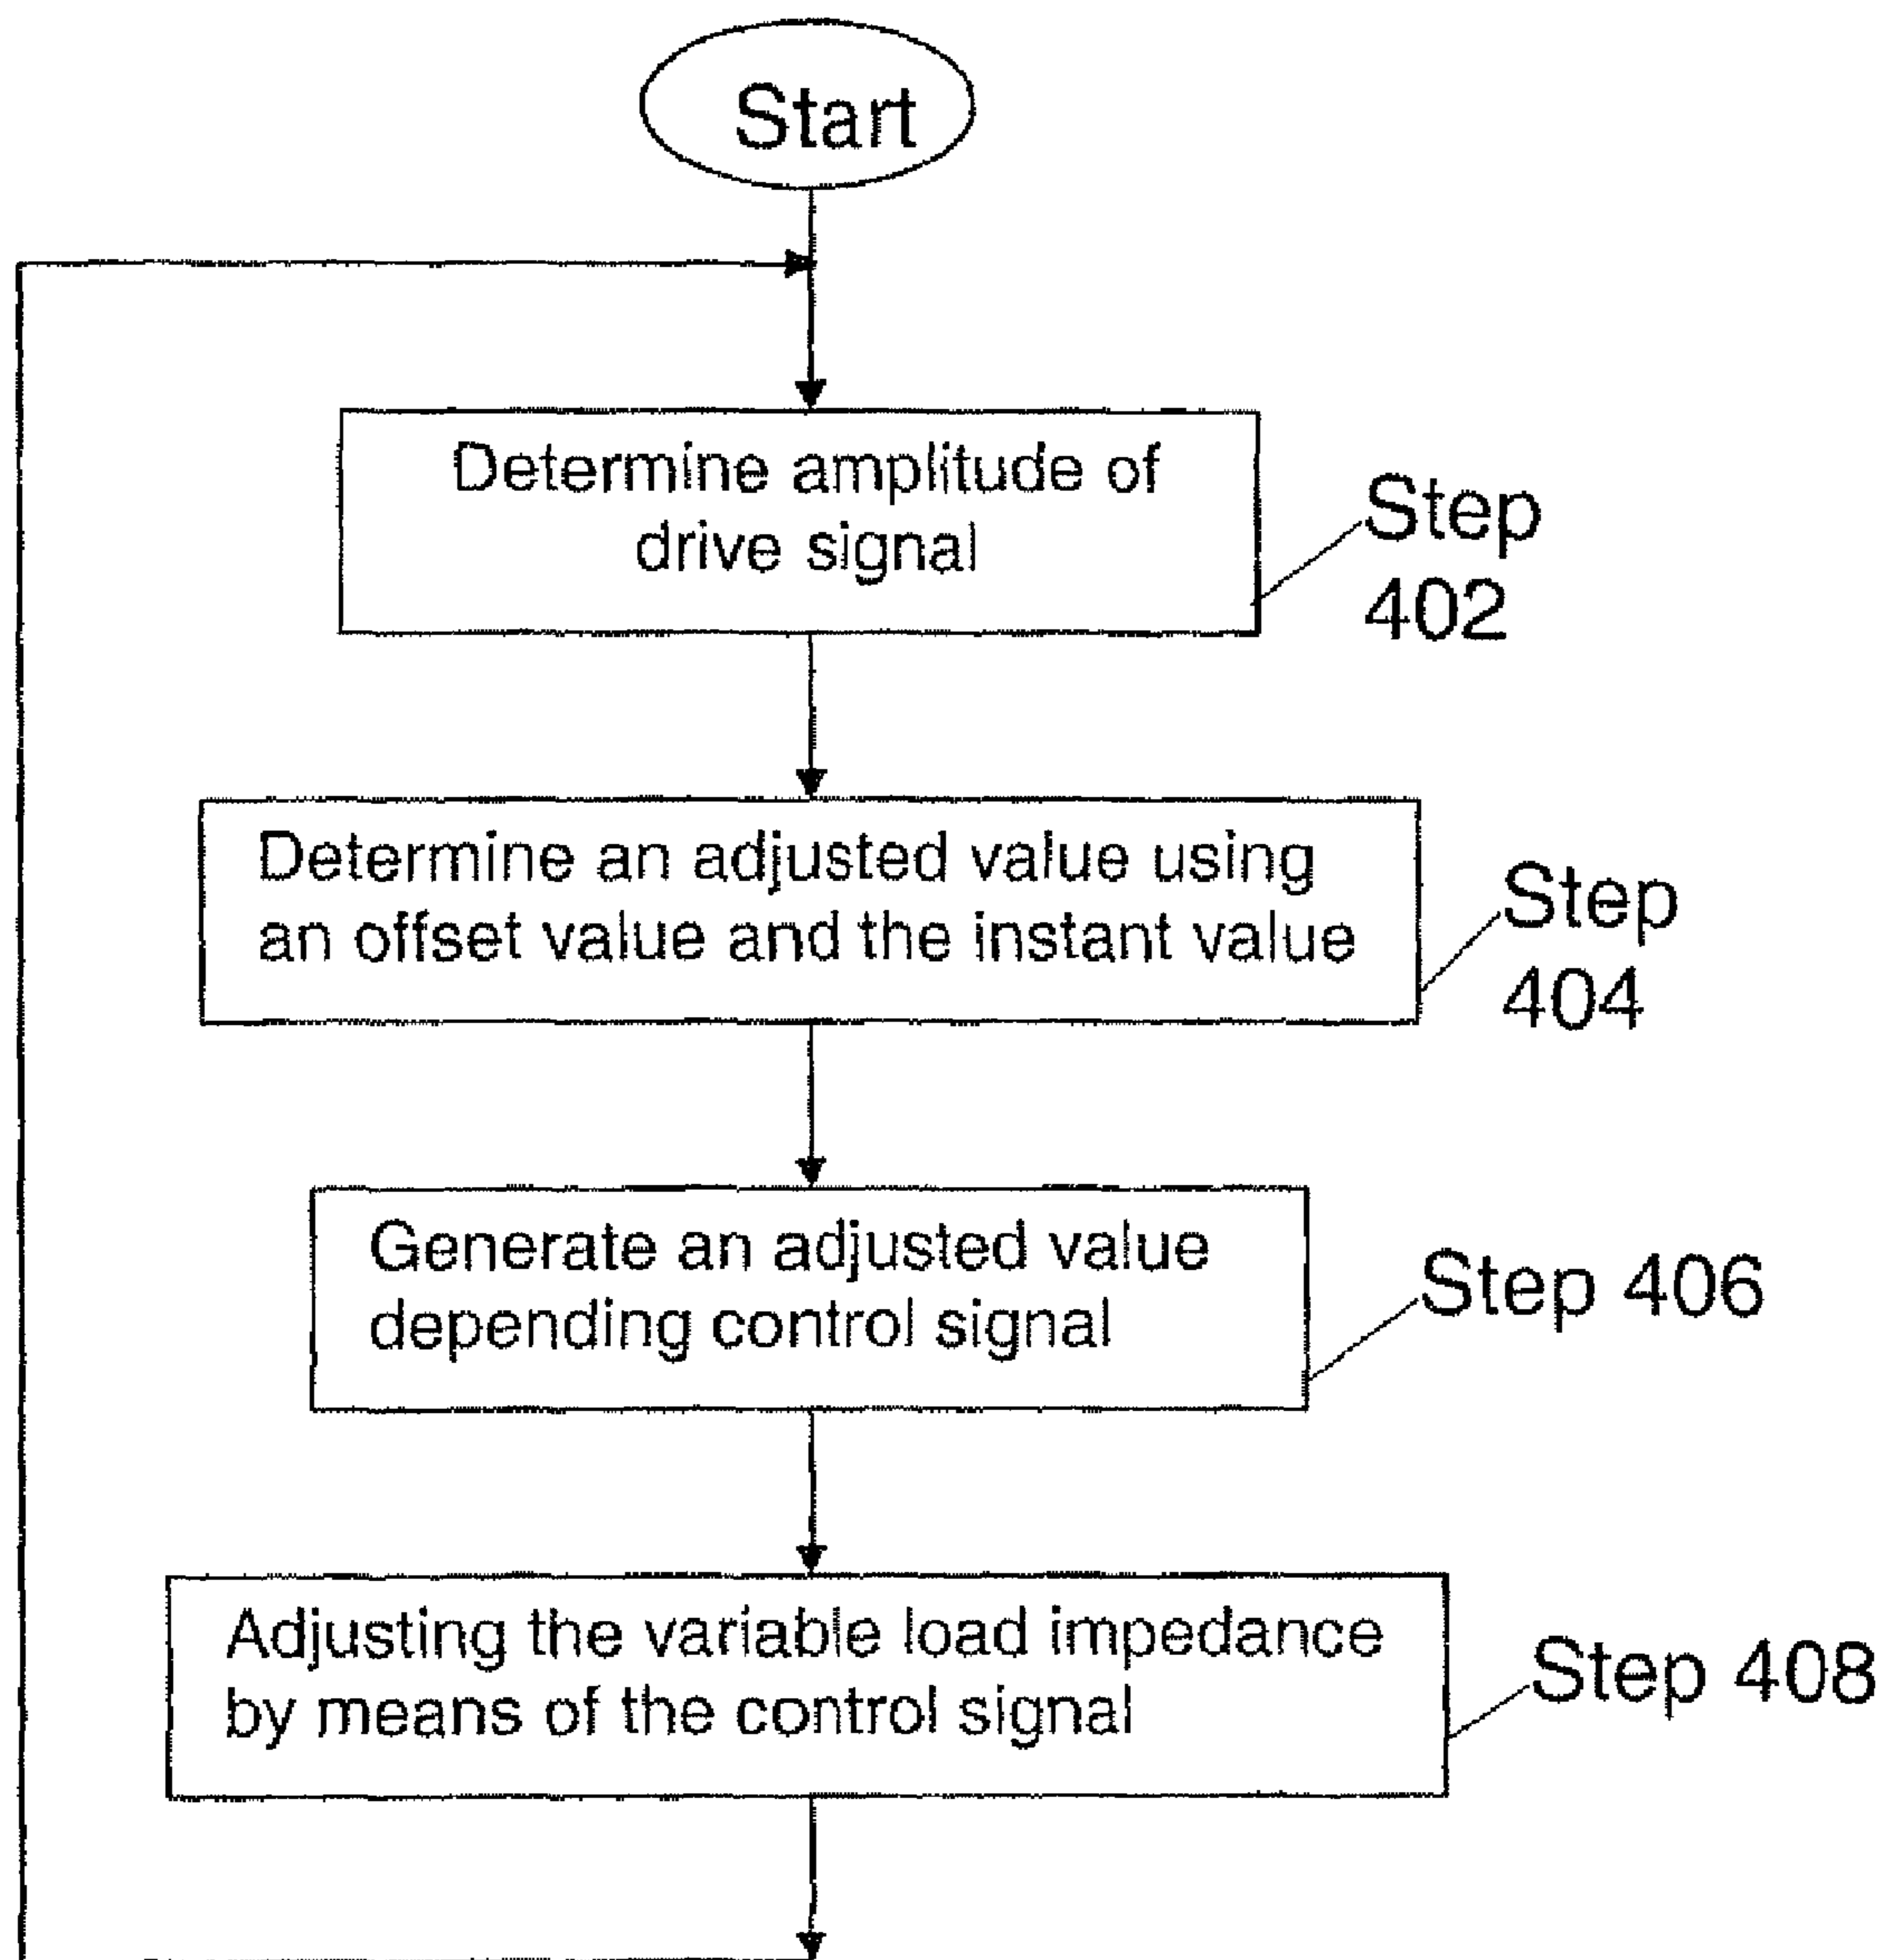 Start
Determine amplitude of
drive signal
Step
402
Determine an adjusted value using
an offset value and the instant value
Step
404
Generate an adjusted value
depending control signal
Step 406
Adjusting the variable load impedance
by means of the control signal
Step 408